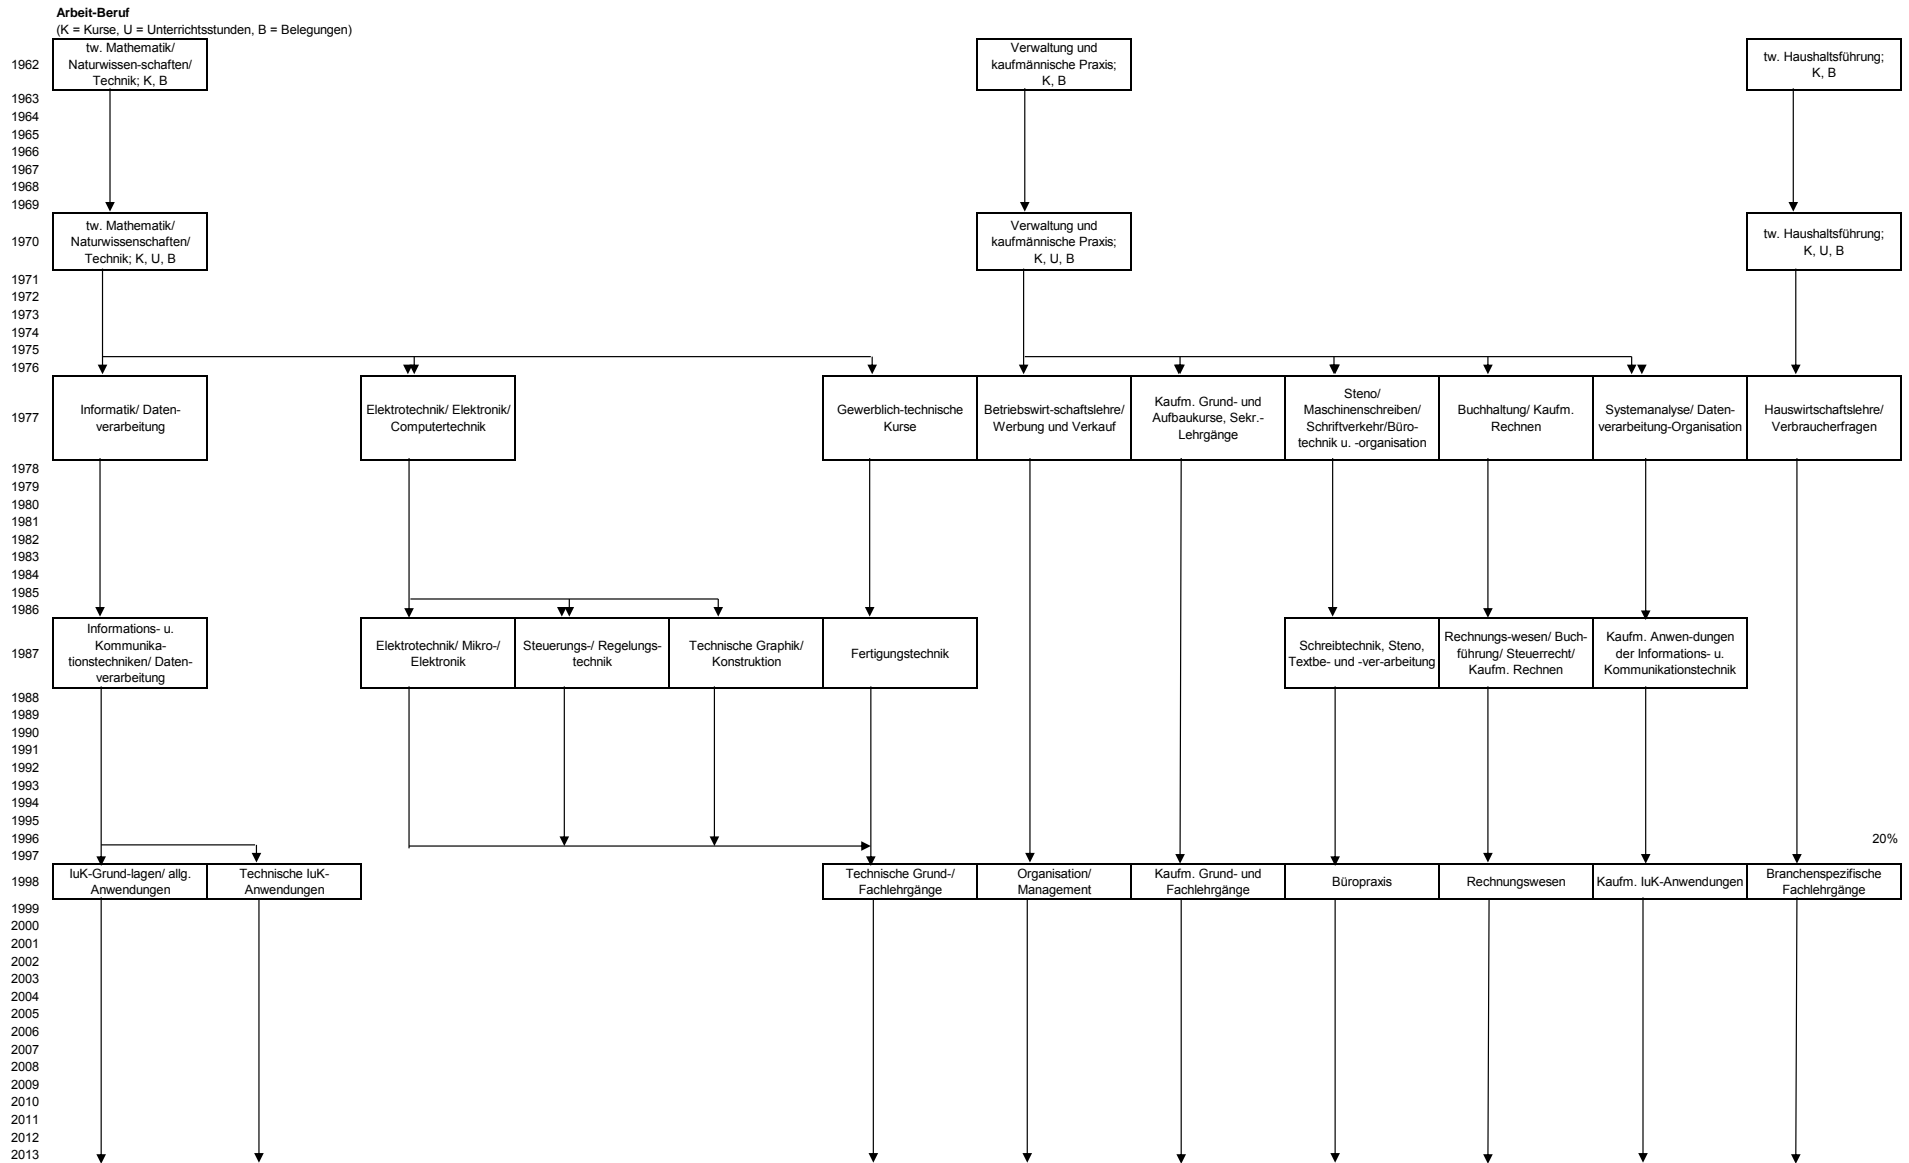 Arbeit-Beruf
(K = Kurse, U = Unterrichtsstunden, B = Belegungen)
1962
tw. Mathematik/
Naturwissen-schaften/
Technik; K, B
Verwaltung und
kaufmännische Praxis;
K, B
tw. Haushaltsführung;
K, B
1963
1964
1965
1966
1967
1968
1969
1970
tw. Mathematik/
Naturwissenschaften/
Technik; K, U, B
Verwaltung und
kaufmännische Praxis;
K, U, B
tw. Haushaltsführung;
K, U, B
1971
1972
1973
1974
1975
1976
1977
Informatik/ Daten-
verarbeitung
Elektrotechnik/ Elektronik/
Computertechnik
Gewerblich-technische
Kurse
Betriebswirt-schaftslehre/
Werbung und Verkauf
Kaufm. Grund- und
Aufbaukurse, Sekr.-
Lehrgänge
Steno/
Maschinenschreiben/
Schriftverkehr/Büro-
technik u. -organisation
Buchhaltung/ Kaufm.
Rechnen
Systemanalyse/ Daten-
verarbeitung-Organisation
Hauswirtschaftslehre/
Verbraucherfragen
1978
1979
1980
1981
1982
1983
1984
1985
1986
1987
Informations- u.
Kommunika-
tionstechniken/ Daten-
verarbeitung
Elektrotechnik/ Mikro-/
Elektronik
Steuerungs-/ Regelungs-
technik
Technische Graphik/
Konstruktion
Fertigungstechnik
Schreibtechnik, Steno,
Textbe- und -ver-arbeitung
Rechnungs-wesen/ Buch-
führung/ Steuerrecht/
Kaufm. Rechnen
Kaufm. Anwen-dungen
der Informations- u.
Kommunikationstechnik
1988
1989
1990
1991
1992
1993
1994
1995
1996
20%
1997
1998
IuK-Grund-lagen/ allg.
Anwendungen
Technische IuK-
Anwendungen
Technische Grund-/
Fachlehrgänge
Organisation/
Management
Kaufm. Grund- und
Fachlehrgänge
Büropraxis
Rechnungswesen
Kaufm. IuK-Anwendungen
Branchenspezifische
Fachlehrgänge
1999
2000
2001
2002
2003
2004
2005
2006
2007
2008
2009
2010
2011
2012
2013